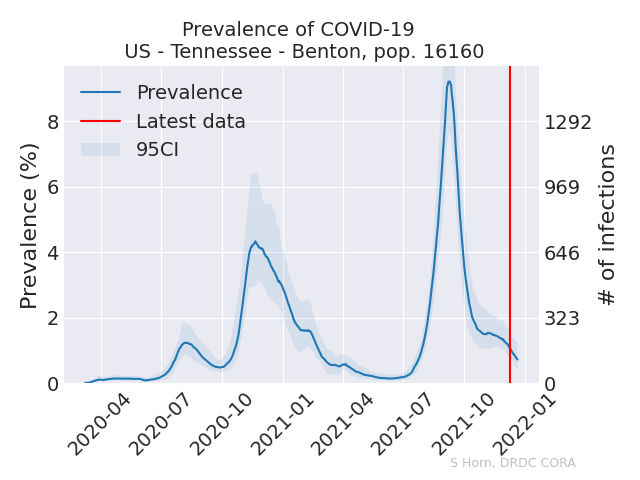 Prevalence of COVID-19
US - Tennessee - Benton, pop. 16160
Prevalence
Latest data
95CI
Prevalence (%)
8
6
4
2
0
1292
969
646
323
0
# of infections
2020-04
2020-07
2020-10
2021-01
2021-04
2021-07
2021-10
2022-01
S Horn, DRDC CORA